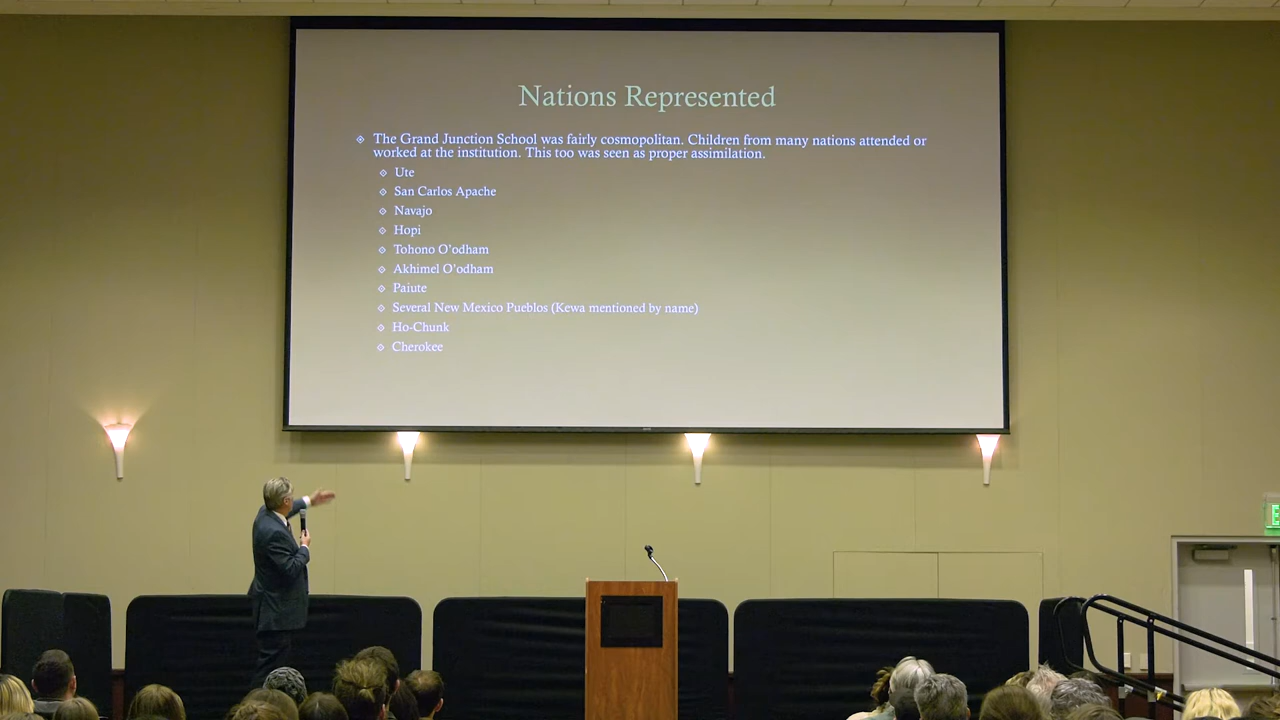 Nations Represented
The Grand Junction School was fairly cosmopolitan. Children from many nations attended or
worked at the institution. This too was seen as proper assimilation.
Ute
San Carlos Apache
Navajo
Hopi
Tohono O'odham
Akhimel O'odham
Paiute
Several New Mexico Pueblos (Kewa mentioned by name)
Ho-Chunk
Cherokee